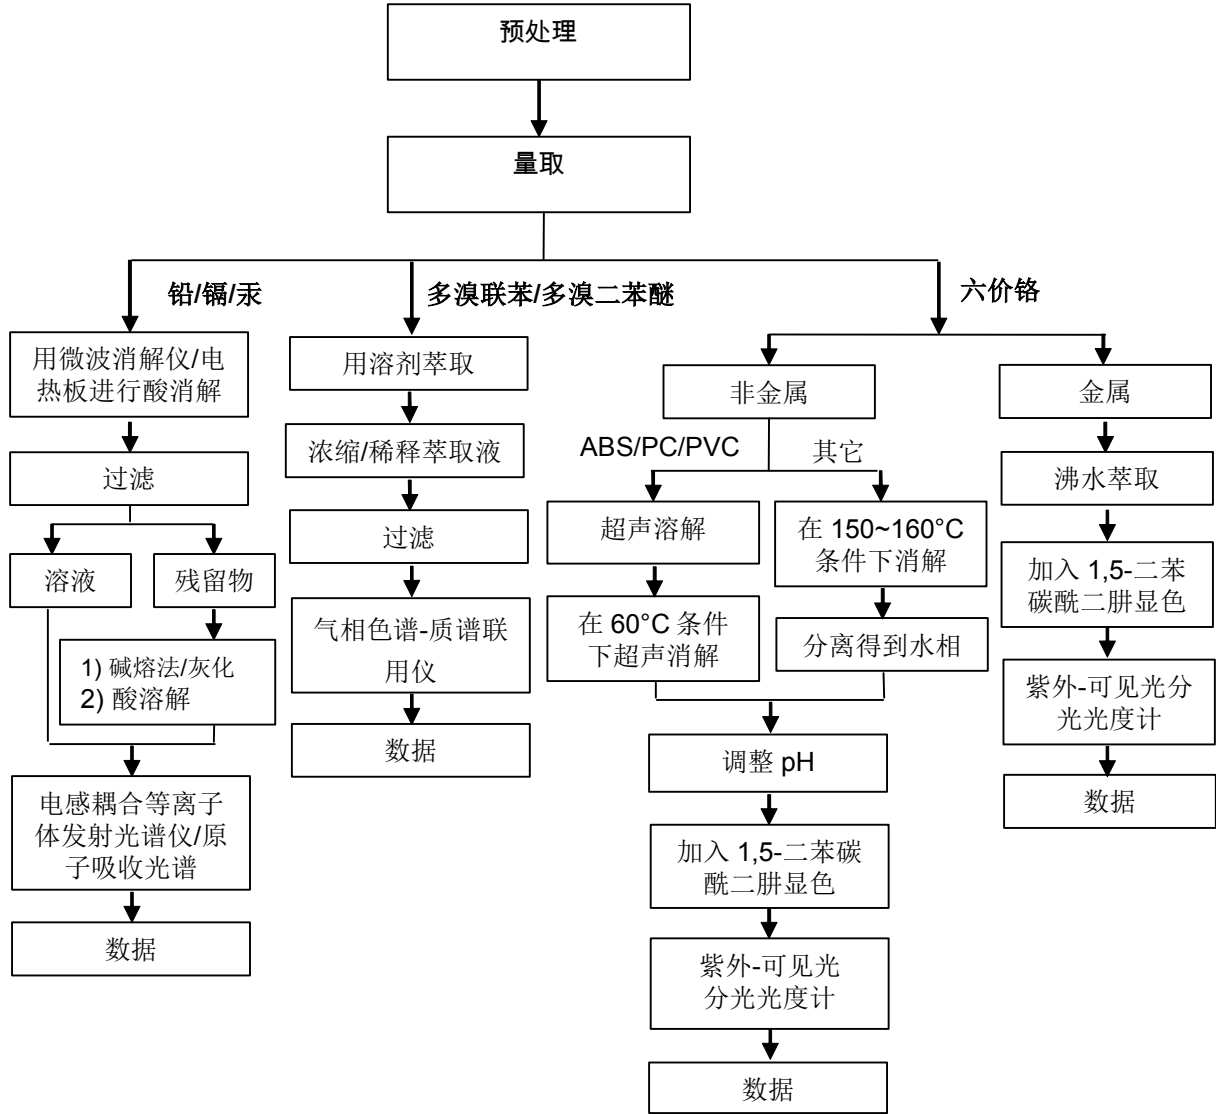 预处理
量取
铅/镉/汞
多溴联苯/多溴二苯醚
六价铬
用微波消解仪/电
热板进行酸消解
过滤
溶液
残留物
1) 碱熔法/灰化
2) 酸溶解
电感耦合等离子
体发射光谱仪/原
子吸收光谱
数据
用溶剂萃取
浓缩/稀释萃取液
过滤
气相色谱-质谱联
用仪
数据
非金属
ABS/PC/PVC
其它
超声溶解
在 60°C 条件
下超声消解
在 150~160°C
条件下消解
分离得到水相
调整 pH
加入 1,5-二苯碳
酰二肼显色
紫外-可见光
分光光度计
数据
金属
沸水萃取
加入 1,5-二苯
碳酰二肼显色
紫外-可见光分
光光度计
数据